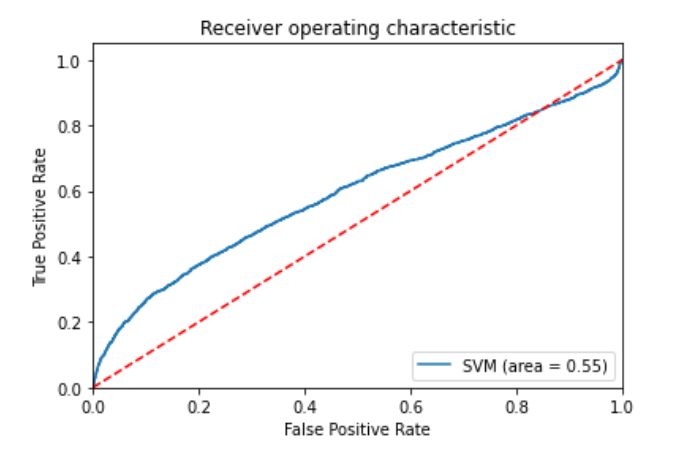 Receiver operating characteristic
True Positive Rate
1.0
0.8
0.6
0.4
0.2
0.0
SVM (area = 0.55)
0.0 0.2 0.4 0.6 0.8 1.0
False Positive Rate